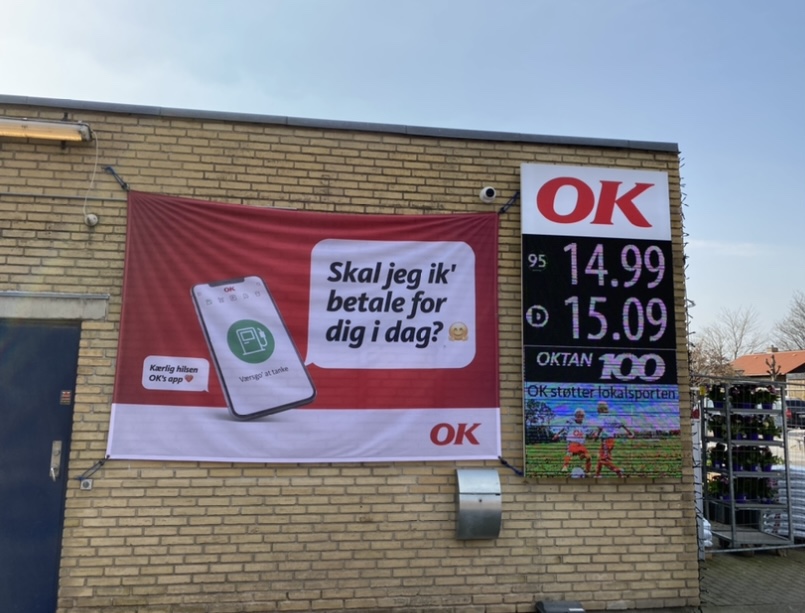 Skal jeg ik'
betale for
dig i dag? 🤗
OK
Værsgo' at tanke
Kærlig hilsen
OK's app
OK
OK
95 14.99
D 15.09
OKTAN 100
OK støtter lokalsporten